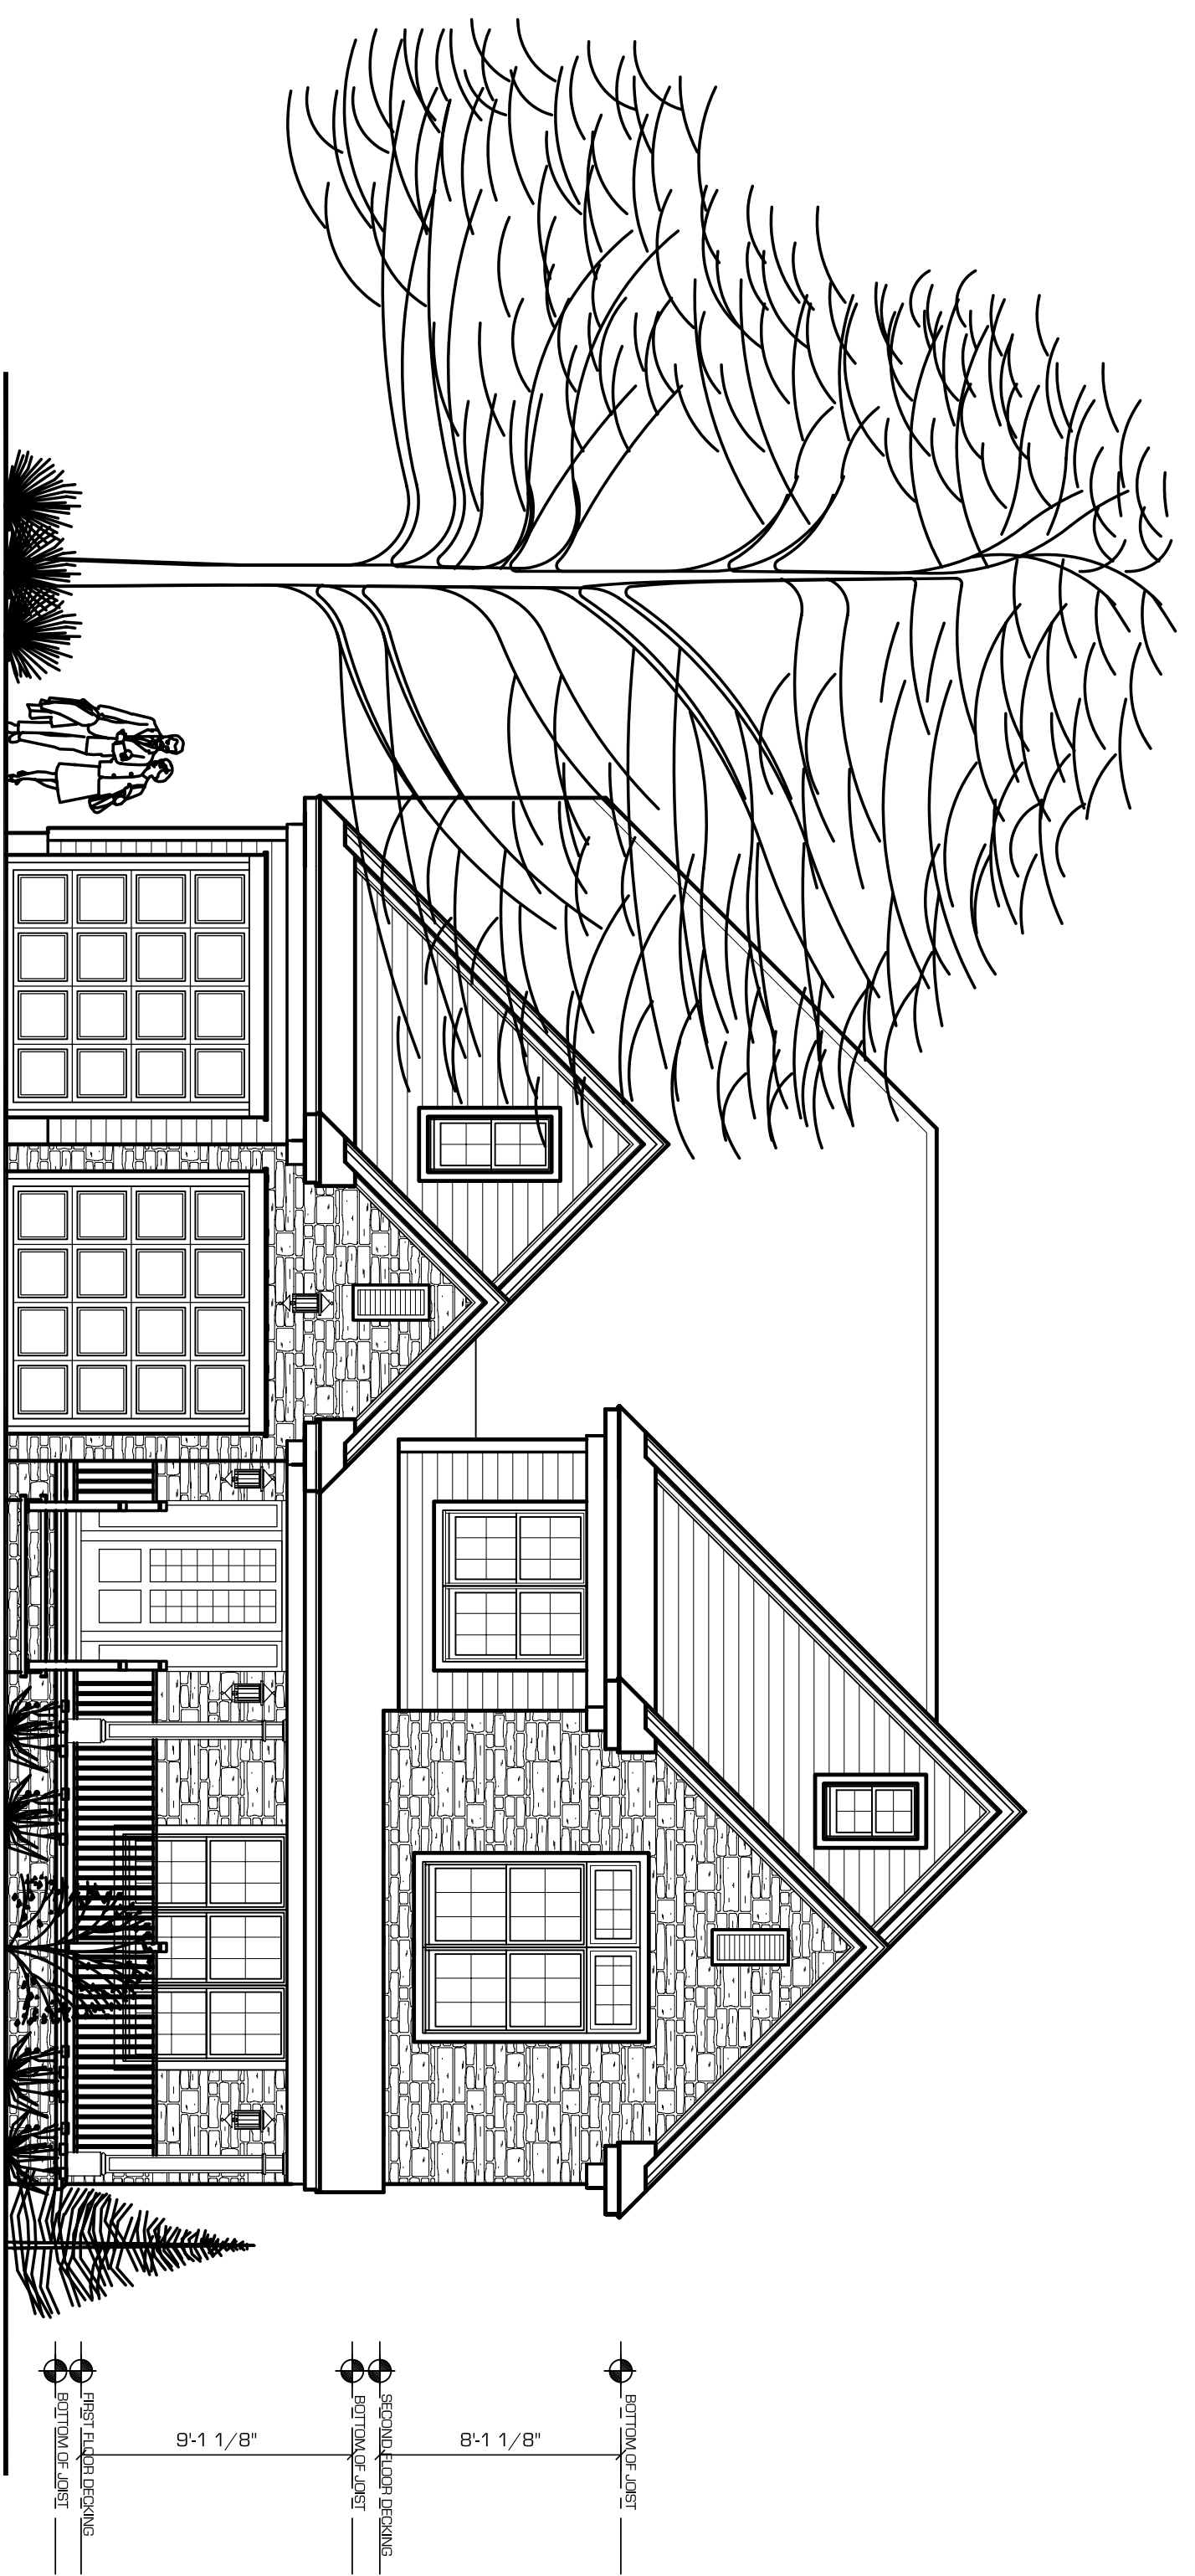 BOTTOM OF JOIST
8'-1 1/8"
SECOND FLOOR DECKING
BOTTOM OF JOIST
9'-1 1/8"
FIRST FLOOR DECKING
BOTTOM OF JOIST